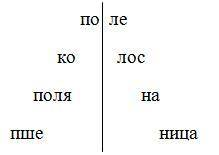 по ле
ко лос
поля на
пше ница